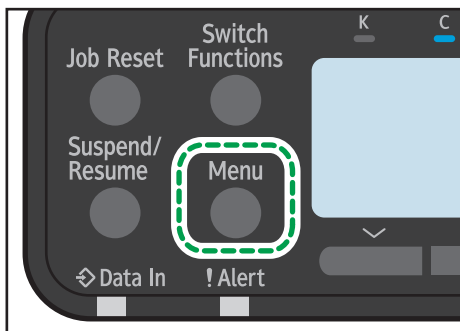 K C
Switch
Functions
Job Reset
Suspend/
Resume
Menu
Data In
! Alert